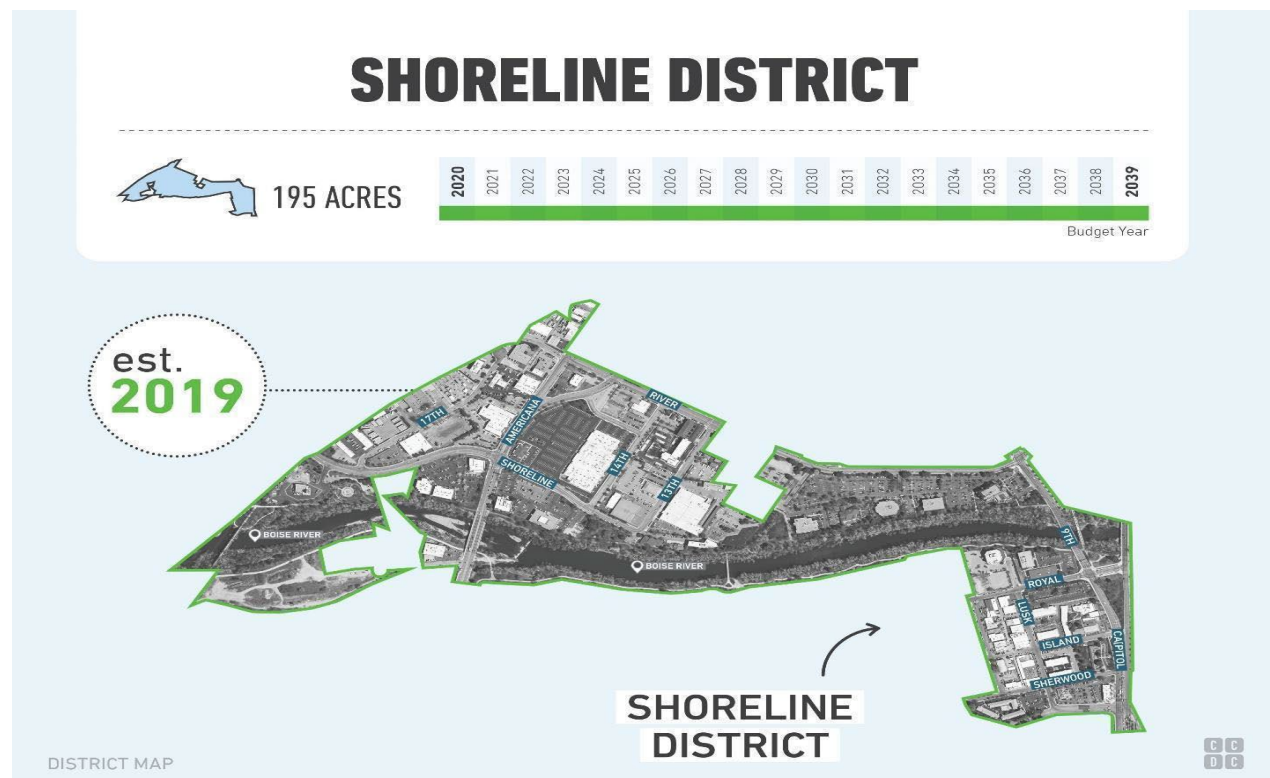 SHORELINE DISTRICT
195 ACRES
2020 2021 2022 2023 2024 2025 2026 2027 2028 2029 2030 2031 2032 2033 2034 2035 2036 2037 2038 2039
Budget Year
est.
2019
RIVER
17TH
AMERICANA
SHORELINE
14TH
13TH
BOISE RIVER
BOISE RIVER
9TH
ROYAL
LUSK
ISLAND
CAPITOL
SHERWOOD
SHORELINE
DISTRICT
DISTRICT MAP
C C
D C